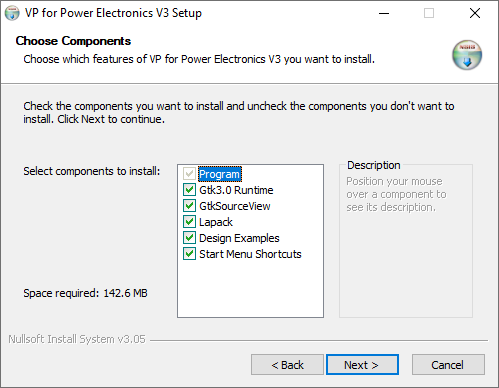 VP for Power Electronics V3 Setup
Choose Components
Choose which features of VP for Power Electronics V3 you want to install.
Check the components you want to install and uncheck the components you don't want to
install. Click Next to continue.
Select components to install:
Program
Gtk3.0 Runtime
GtkSourceView
Lapack
Design Examples
Start Menu Shortcuts
Description
Position your mouse
over a component to
see its description.
Space required: 142.6 MB
Nullsoft Install System v3.05
< Back
Next >
Cancel